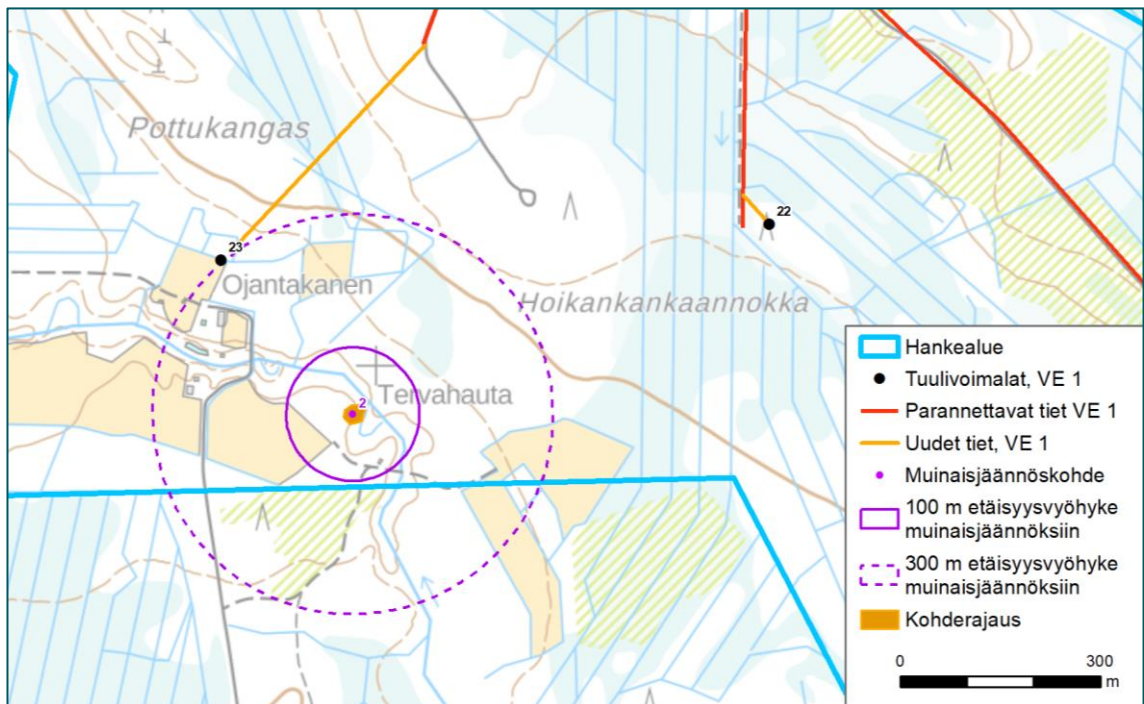 Pottukangas
22
23
Ojantakanen
Hoikankankaannokka
Tervahauta
2
Hankealue
Tuulivoimalat, VE 1
Parannettavat tiet VE 1
Uudet tiet, VE 1
Muinaisjäännöskohde
100 m etäisyysvyöhyke
muinaisjäännöksiin
300 m etäisyysvyöhyke
muinaisjäännöksiin
Kohderajaus
0 300
m